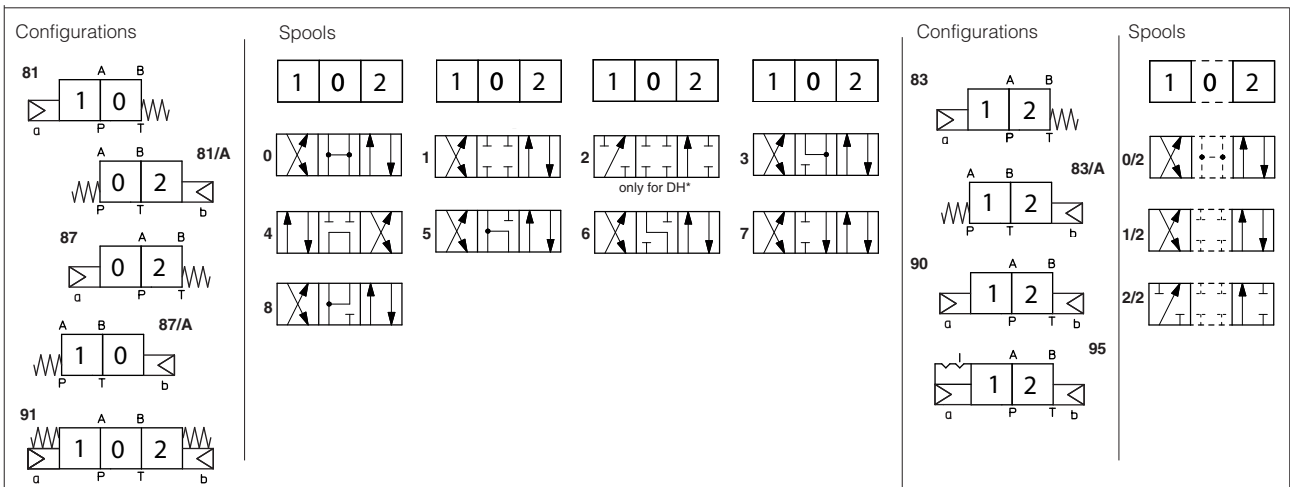 Configurations
Spools
Configurations
Spools
81
A B
1 0
a P T
81/A
A B
0 2
P T b
87
A B
0 2
a P T
87/A
A B
1 0
P T b
91
A B
1 0 2
a P T b
1 0 2
1 0 2
1 0 2
1 0 2
0
1
2
3
only for DH*
4
5
6
7
8
83
A B
1 2
a P T
83/A
A B
1 2
P T b
90
A B
1 2
a P T b
95
A B
1 2
a P T b
1 0 2
0/2
1/2
2/2